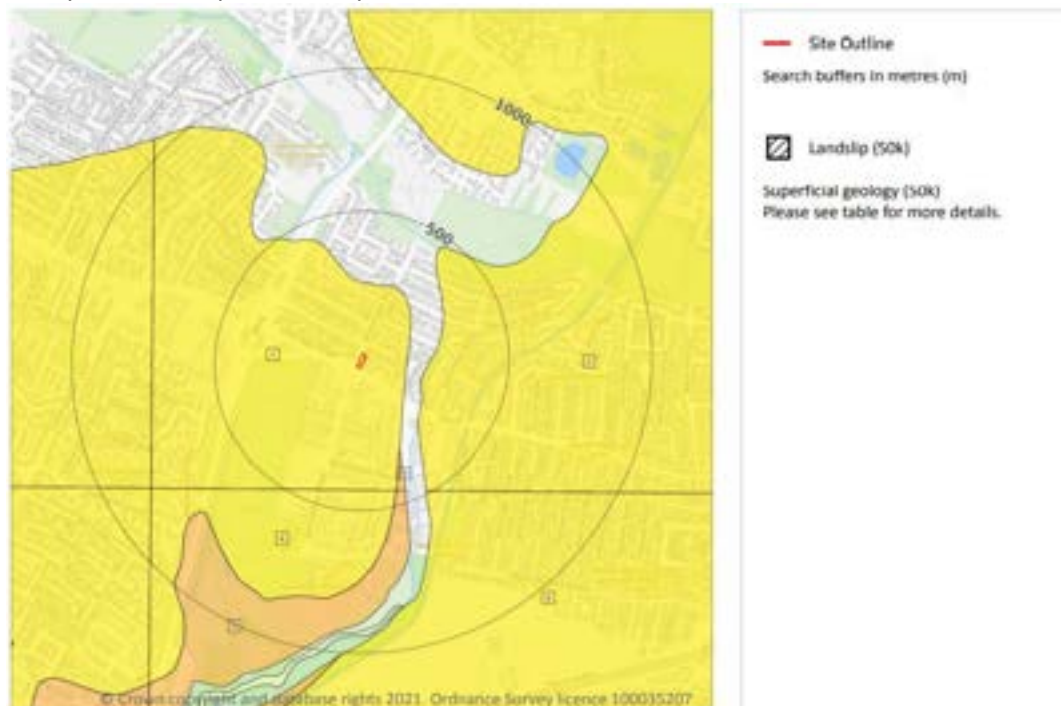 1000
500
© Crown copyright and database rights 2021. Ordnance Survey licence 100035207
Site Outline
Search buffers in metres (m)
Landslip (50k)
Superficial geology (50k)
Please see table for more details.